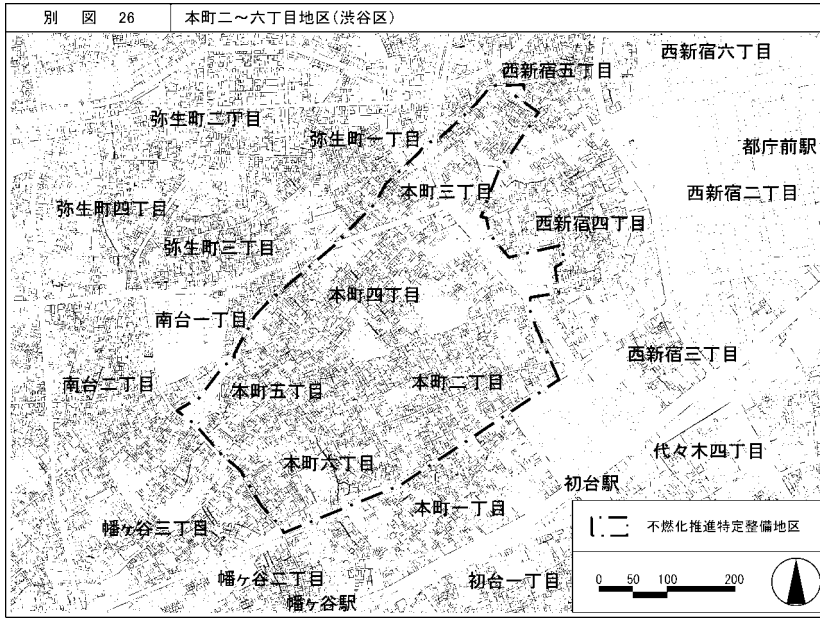 別 図 26
本町二～六丁目地区(渋谷区)
西新宿六丁目
西新宿五丁目
弥生町二丁目
弥生町一丁目
都庁前駅
本町三丁目
西新宿二丁目
弥生町四丁目
西新宿四丁目
弥生町三丁目
本町四丁目
南台一丁目
西新宿三丁目
南台二丁目
本町五丁目
本町二丁目
代々木四丁目
本町六丁目
初台駅
本町一丁目
幡ヶ谷三丁目
不燃化推進特定整備地区
幡ヶ谷二丁目
初台一丁目
幡ヶ谷駅
0 50 100 200